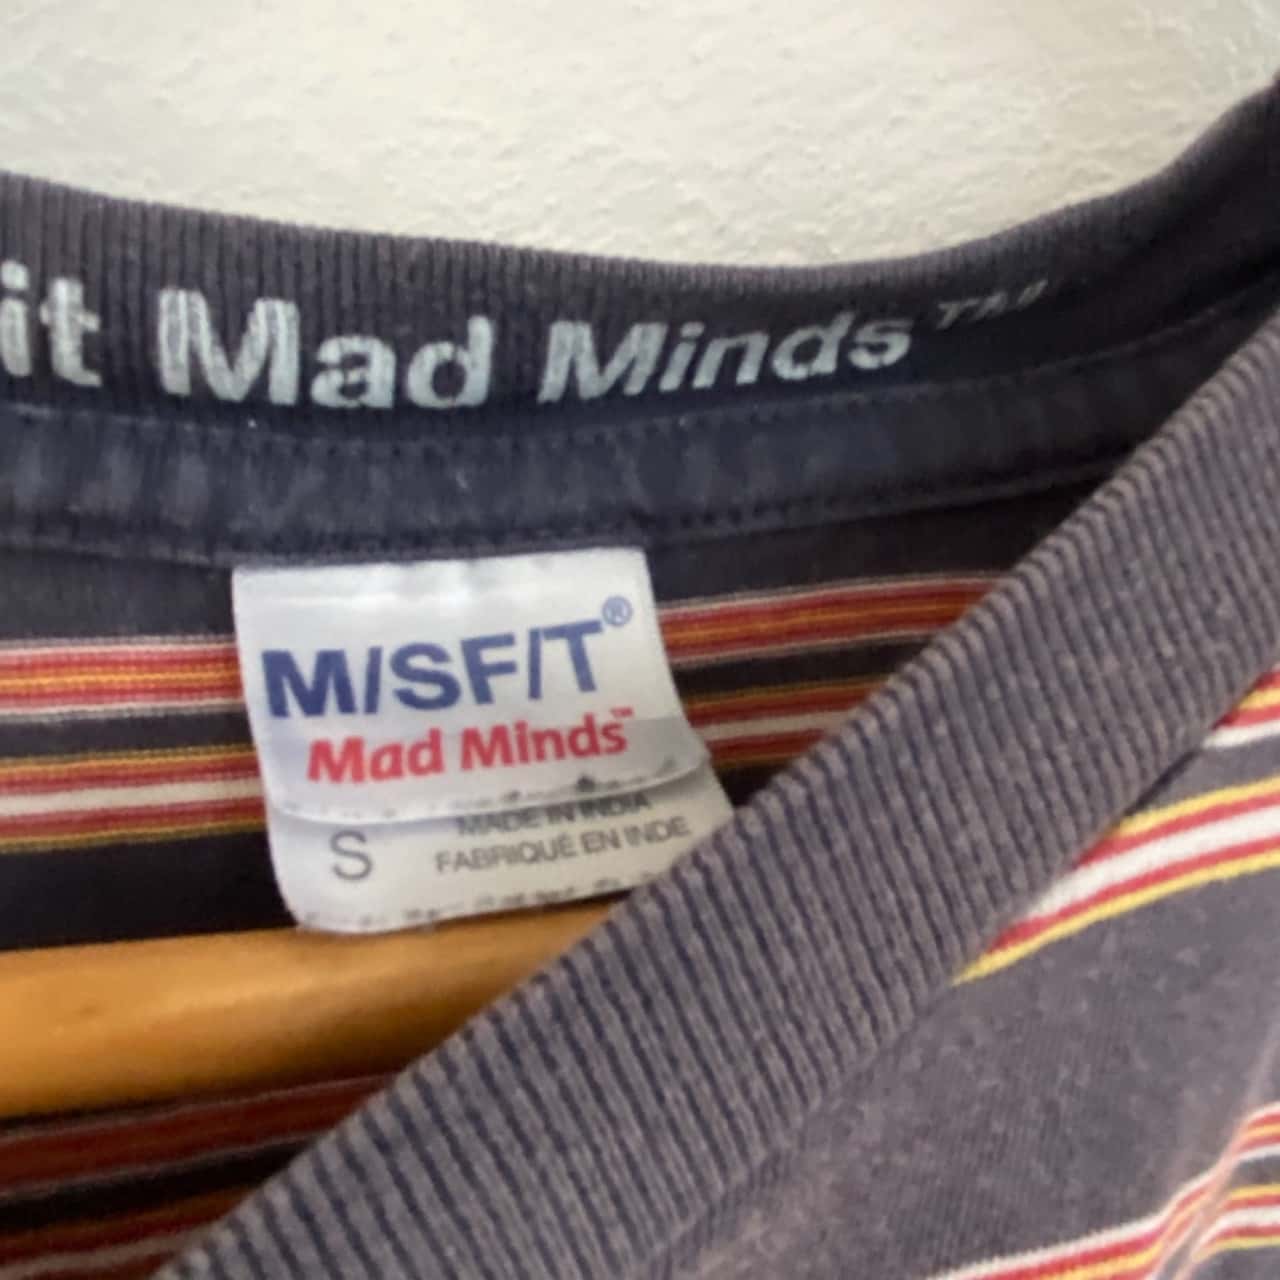 it Mad Minds™
M/SF/T®
Mad Minds™
S
MADE IN INDIA
FABRIQUÉ EN INDE